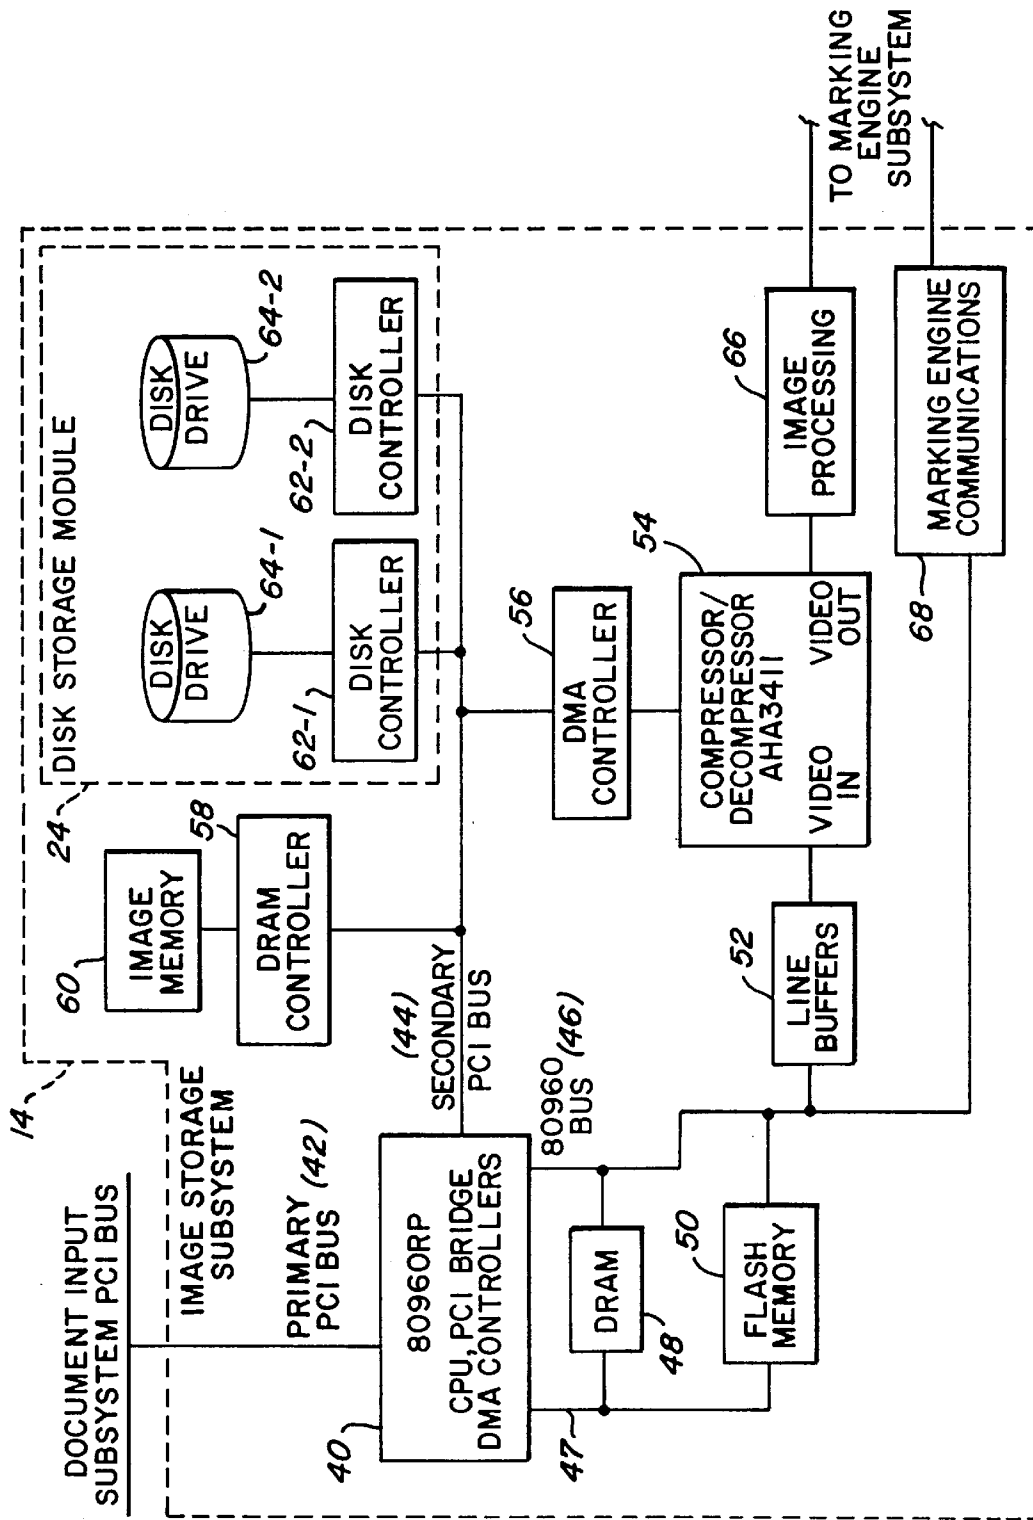 DOCUMENT INPUT
SUBSYSTEM PCI BUS
14
IMAGE STORAGE
SUBSYSTEM
24
DISK STORAGE MODULE
DISK
DRIVE
64-1
DISK
DRIVE
64-2
62-1
DISK
CONTROLLER
62-2
DISK
CONTROLLER
60
IMAGE
MEMORY
58
DRAM
CONTROLLER
PRIMARY
PCI BUS (42)
(44)
SECONDARY
PCI BUS
40
80960RP
CPU, PCI BRIDGE
DMA CONTROLLERS
80960
BUS (46)
47
DRAM
48
50
FLASH
MEMORY
52
LINE
BUFFERS
56
DMA
CONTROLLER
54
COMPRESSOR/
DECOMPRESSOR
AHA3411
VIDEO
IN
VIDEO
OUT
66
IMAGE
PROCESSING
68
MARKING ENGINE
COMMUNICATIONS
TO MARKING
ENGINE
SUBSYSTEM